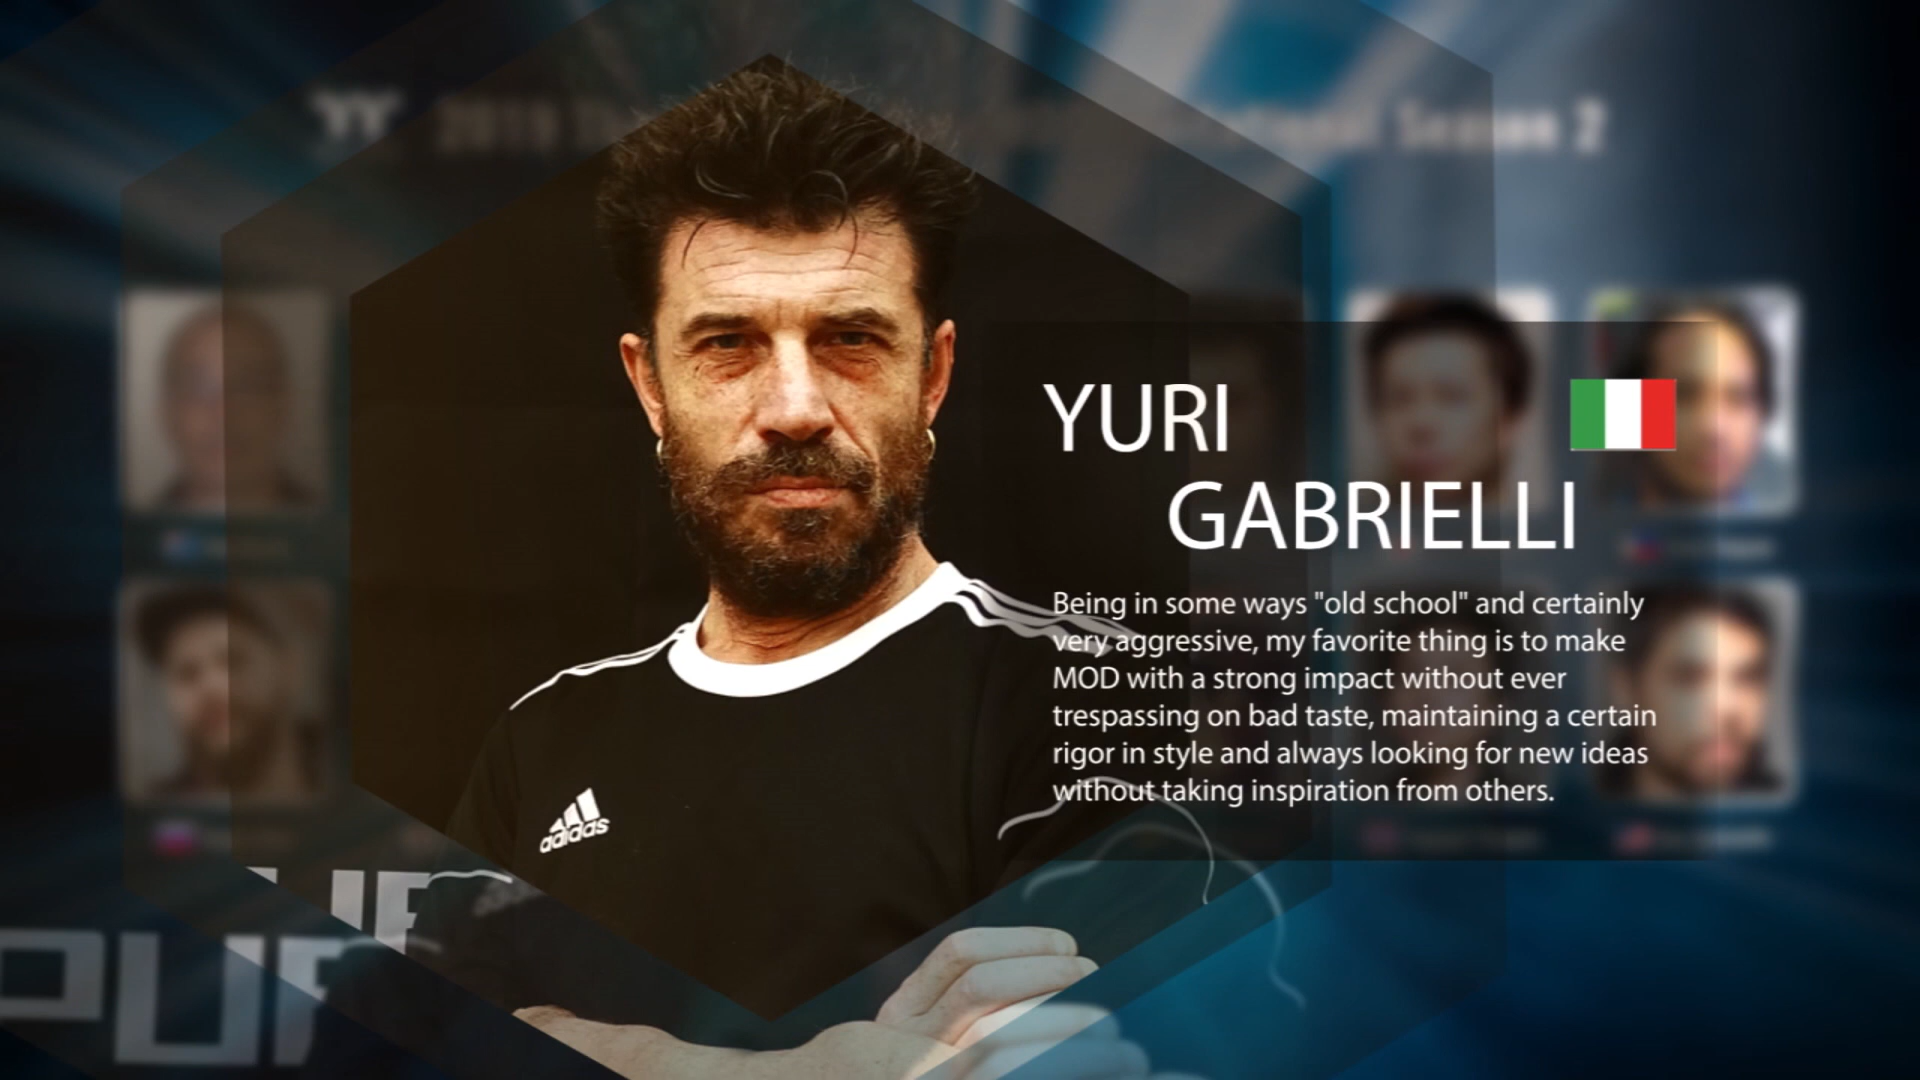 Season 2
YURI
GABRIELLI
Being in some ways "old school" and certainly
very aggressive, my favorite thing is to make
MOD with a strong impact without ever
trespassing on bad taste, maintaining a certain
rigor in style and always looking for new ideas
without taking inspiration from others.
adidas